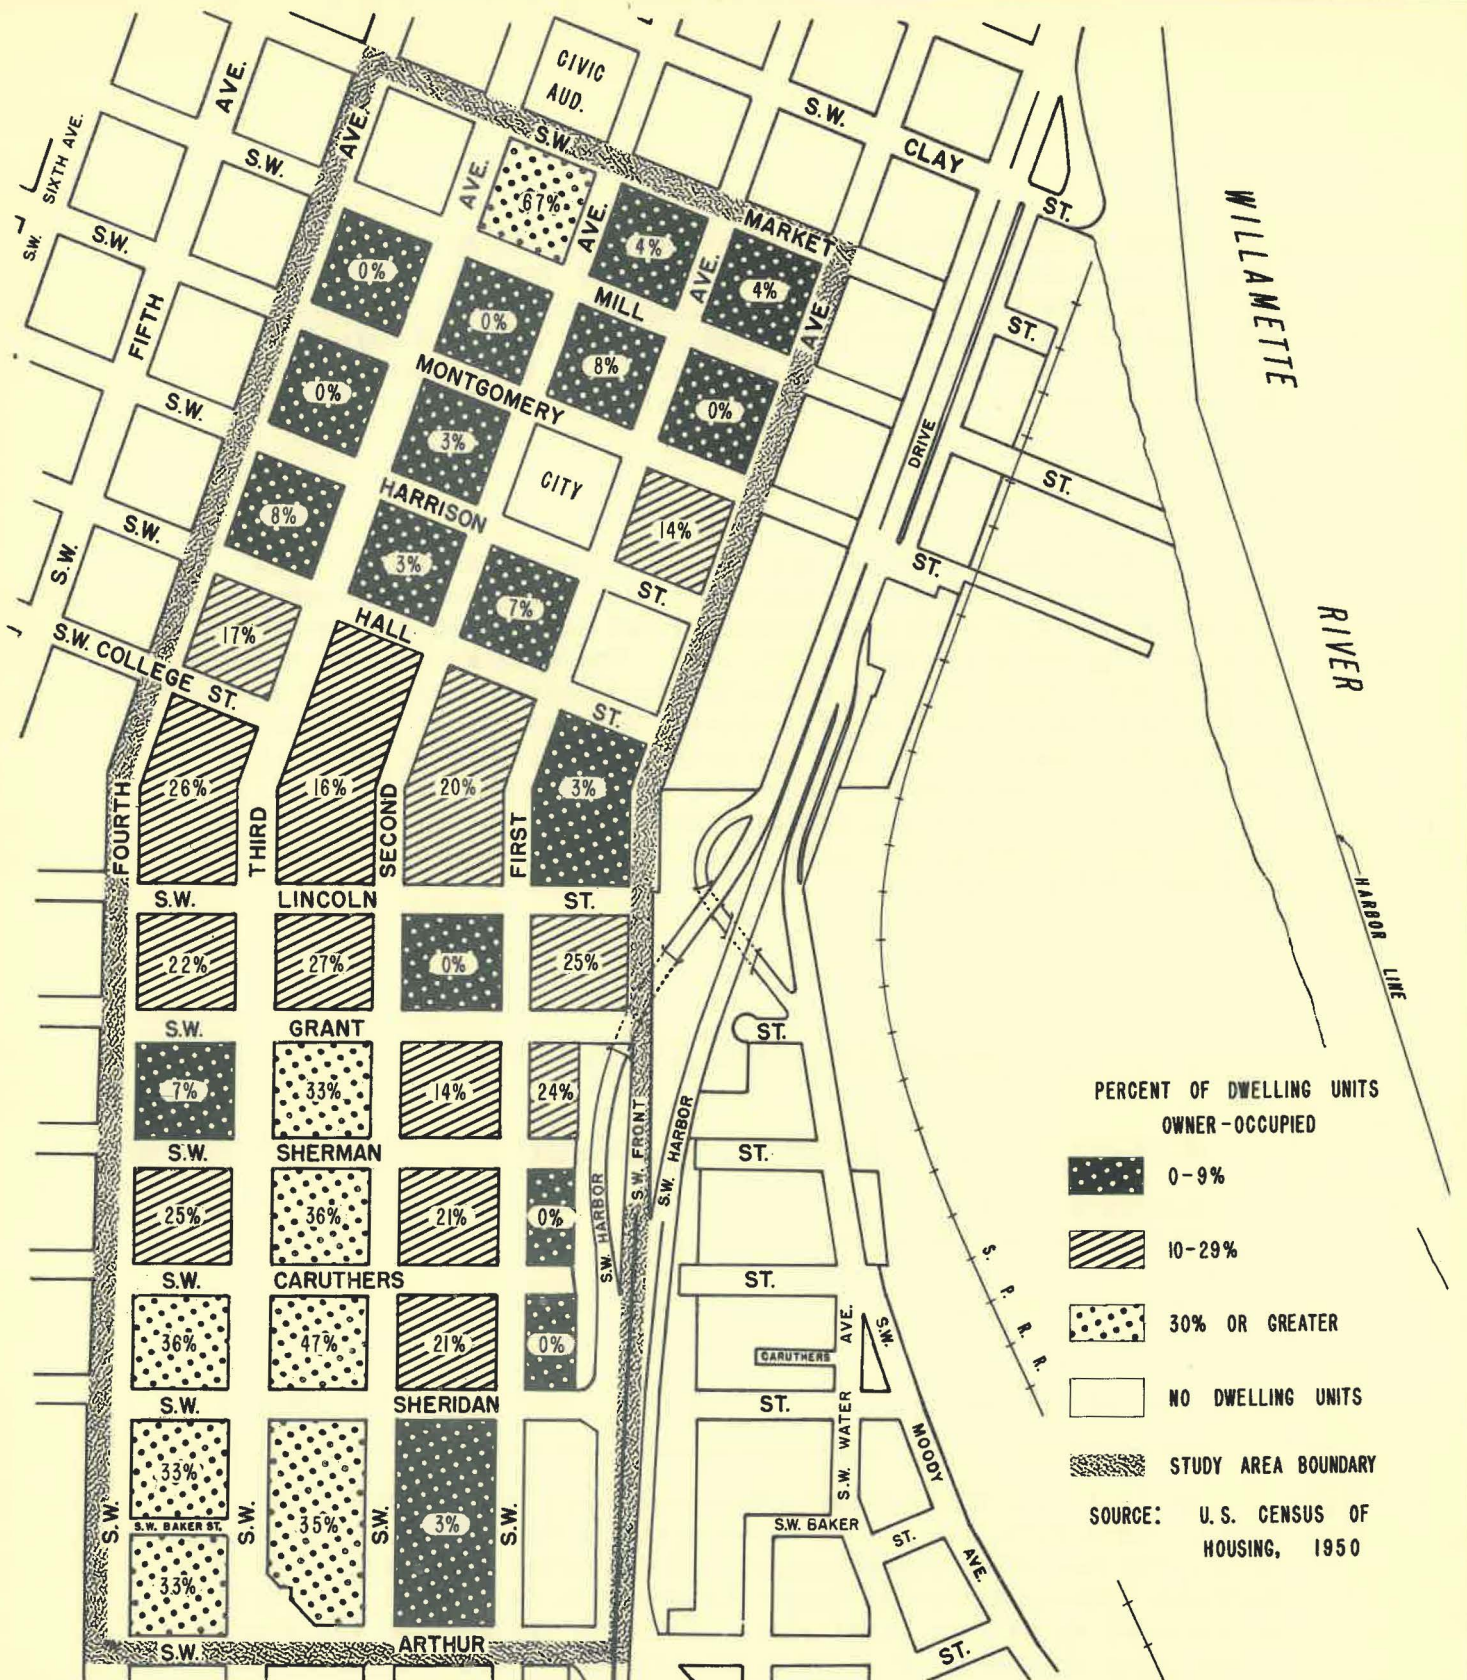 CIVIC
AUD.
AVE.
AVE.
AVE.
AVE.
AVE.
AVE.
SIXTH AVE.
S.W.
S.W.
S.W.
S.W.
CLAY
ST.
S.W.
MARKET
ST.
S.W.
MILL
ST.
S.W.
MONTGOMERY
ST.
S.W.
HARRISON
ST.
S.W. COLLEGE ST.
HALL
ST.
FIFTH
S.W.
67%
4%
4%
0%
0%
8%
0%
0%
3%
CITY
14%
8%
3%
7%
17%
26%
16%
20%
3%
FOURTH
THIRD
SECOND
FIRST
DRIVE
WILLAMETTE
RIVER
HARBOR LINE
S.W.
LINCOLN
ST.
22%
27%
0%
25%
S.W.
GRANT
ST.
7%
33%
14%
24%
S.W.
SHERMAN
ST.
25%
36%
21%
0%
S.W. HARBOR
S.W. FRONT
S.W. HARBOR
S.W.
CARUTHERS
ST.
36%
47%
21%
0%
CARUTHERS
S.W.
SHERIDAN
ST.
33%
35%
3%
S.W. BAKER ST.
33%
S.W.
S.W.
S.W.
S.W.
S.W. WATER AVE.
S.W.
MOODY
AVE.
S.W. BAKER
ST.
S.W.
ARTHUR
ST.
S. P. R. R.
PERCENT OF DWELLING UNITS
OWNER-OCCUPIED
0-9%
10-29%
30% OR GREATER
NO DWELLING UNITS
STUDY AREA BOUNDARY
SOURCE: U.S. CENSUS OF
HOUSING, 1950